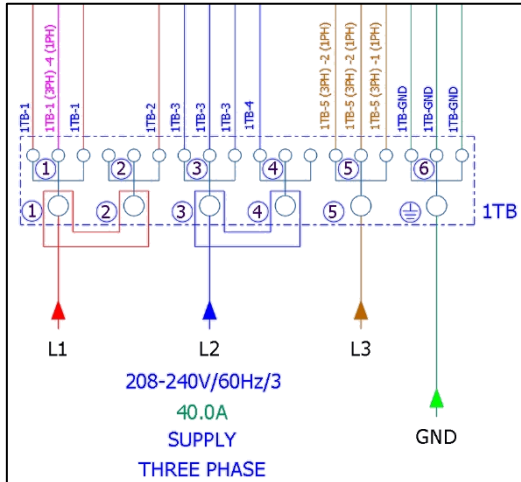 1TB-1
1TB-1 (3PH) -4 (1PH)
1TB-1
1TB-2
1TB-3
1TB-3
1TB-3
1TB-4
1TB-5 (3PH) -2 (1PH)
1TB-5 (3PH) -2 (1PH)
1TB-5 (3PH) -1 (1PH)
1TB-GND
1TB-GND
1TB-GND
1 2 3 4 5 6
1 2 3 4 5 1TB
L1 L2 L3
208-240V/60Hz/3
40.0A
SUPPLY
THREE PHASE
GND